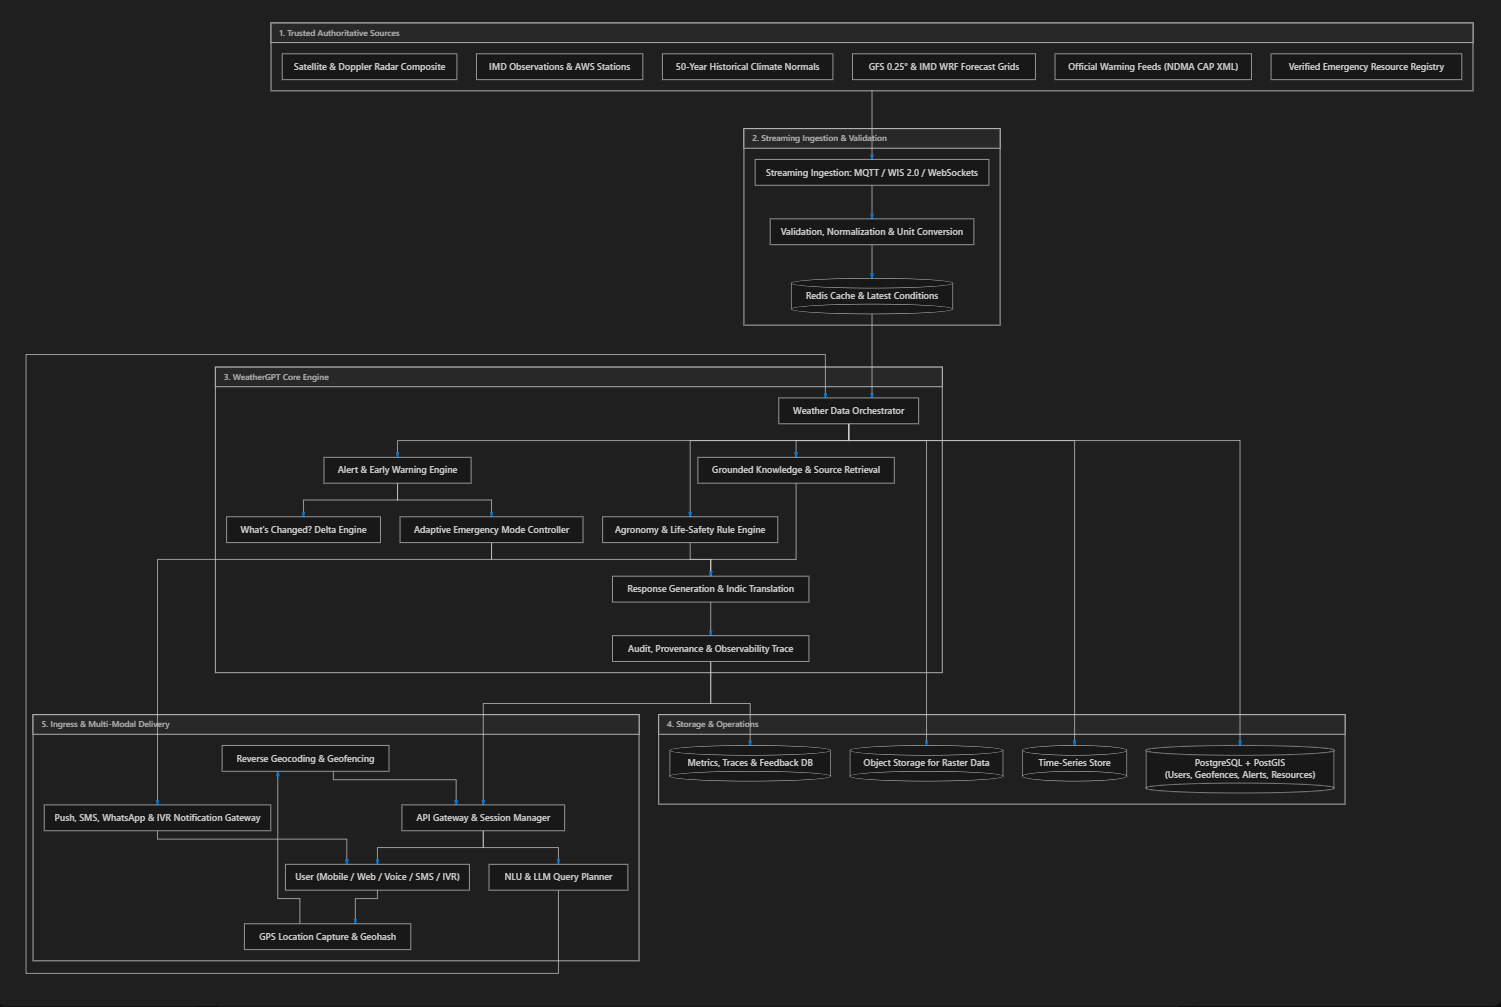 1. Trusted Authoritative Sources
Satellite & Doppler Radar Composite
IMD Observations & AWS Stations
50-Year Historical Climate Normals
GFS 0.25° & IMD WRF Forecast Grids
Official Warning Feeds (NDMA CAP XML)
Verified Emergency Resource Registry
2. Streaming Ingestion & Validation
Streaming Ingestion: MQTT / WIS 2.0 / WebSockets
Validation, Normalization & Unit Conversion
Redis Cache & Latest Conditions
3. WeatherGPT Core Engine
Weather Data Orchestrator
Alert & Early Warning Engine
Grounded Knowledge & Source Retrieval
What's Changed? Delta Engine
Adaptive Emergency Mode Controller
Agronomy & Life-Safety Rule Engine
Response Generation & Indic Translation
Audit, Provenance & Observability Trace
5. Ingress & Multi-Modal Delivery
Reverse Geocoding & Geofencing
Push, SMS, WhatsApp & IVR Notification Gateway
API Gateway & Session Manager
User (Mobile / Web / Voice / SMS / IVR)
NLU & LLM Query Planner
GPS Location Capture & Geohash
4. Storage & Operations
Metrics, Traces & Feedback DB
Object Storage for Raster Data
Time-Series Store
PostgreSQL + PostGIS
(Users, Geofences, Alerts, Resources)